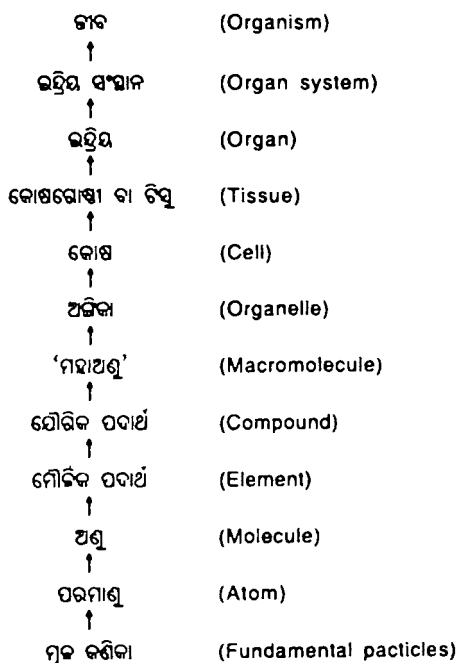 ଜୀବ (Organism)
ଇନ୍ଦ୍ରିୟ ସଂସ୍ଥାନ (Organ system)
ଇନ୍ଦ୍ରିୟ (Organ)
କୋଷଗୋଷ୍ଠୀ ବା ଟିସୁ (Tissue)
କୋଷ (Cell)
ଅଙ୍ଗିକା (Organelle)
‘ମହାଅଣୁ’ (Macromolecule)
ଯୌଗିକ ପଦାର୍ଥ (Compound)
ମୌଳିକ ପଦାର୍ଥ (Element)
ଅଣୁ (Molecule)
ପରମାଣୁ (Atom)
ମୂଳ କଣିକା (Fundamental pacticles)